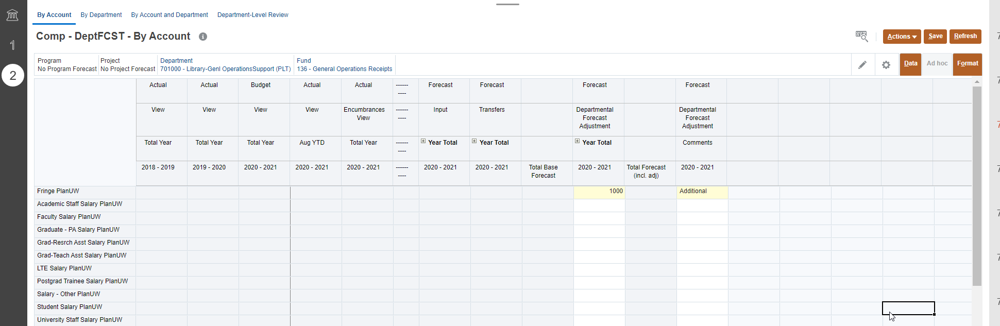 By Account By Department By Account and Department Department-Level Review
1
Comp - DeptFCST - By Account
Actions Save Refresh
2
Program Project Department Fund
No Program Forecast No Project Forecast 701000 - Library-Genl OperationsSupport (PLT) 136 - General Operations Receipts
Data Ad hoc Format
Actual Actual Budget Actual Actual ------ Forecast Forecast Forecast Forecast
----
View View View View Encumbrances ------ Input Transfers Departmental Departmental
View ---- Forecast Forecast
Adjustment Adjustment
Total Year Total Year Total Year Aug YTD Total Year ------ Year Total Year Total Year Total Comments
----
2018 - 2019 2019 - 2020 2020 - 2021 2020 - 2021 2020 - 2021 ------ 2020 - 2021 2020 - 2021 Total Base 2020 - 2021 Total Forecast 2020 - 2021
---- Forecast (incl. adj)
Fringe PlanUW 1000 Additional
Academic Staff Salary PlanUW
Faculty Salary PlanUW
Graduate - PA Salary PlanUW
Grad-Resrch Asst Salary PlanUW
Grad-Teach Asst Salary PlanUW
LTE Salary PlanUW
Postgrad Trainee Salary PlanUW
Salary - Other PlanUW
Student Salary PlanUW
University Staff Salary PlanUW